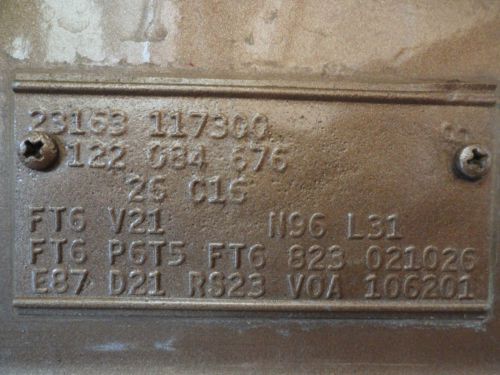 23163 117300
122 034 676
26 C16
FT6 V21 N96 L31
FT6 P6T5 FT6 823 021026
E87 D21 RS23 V0A 106201